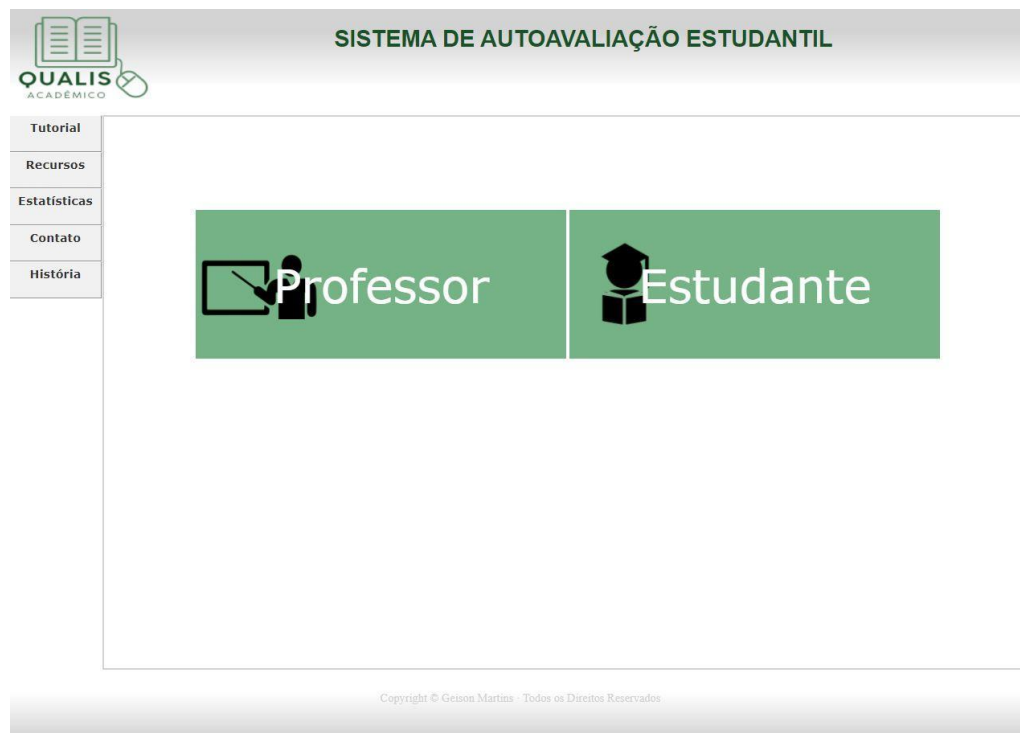 SISTEMA DE AUTOAVALIAÇÃO ESTUDANTIL
QUALIS
ACADÊMICO
Tutorial
Recursos
Estatísticas
Contato
História
Professor
Estudante
Copyright © Geison Martins - Todos os Direitos Reservados